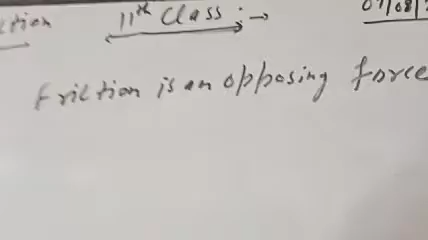 11th Class :→
Friction is an opposing force